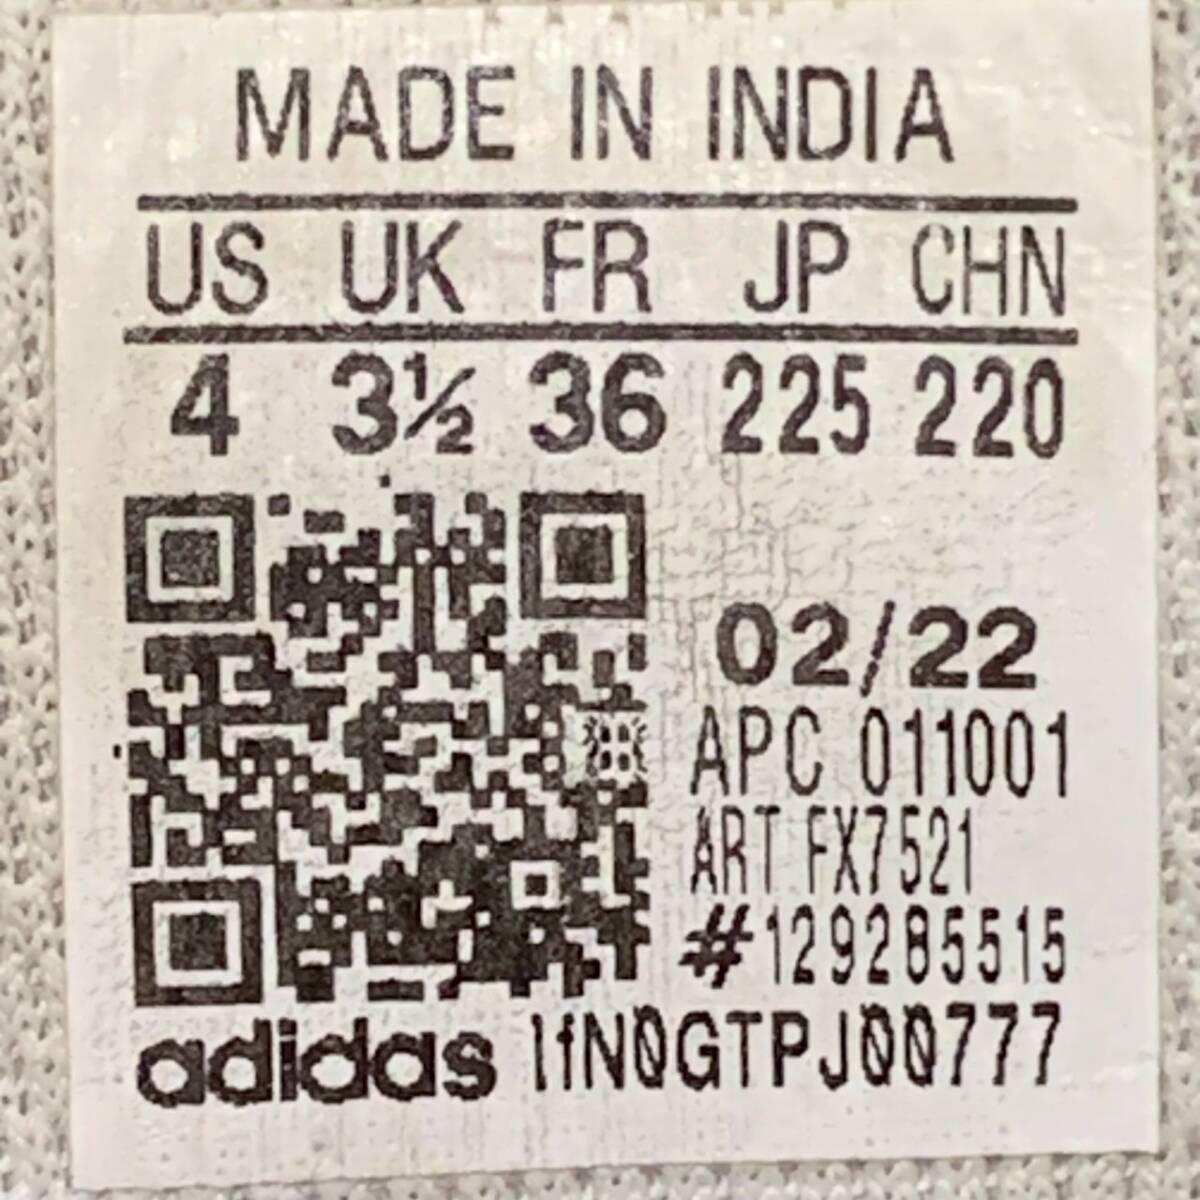 MADE IN INDIA
US UK FR JP CHN
4 3½ 36 225 220
02/22
APC 011001
ART FX7521
#129285515
adidas 1fN0GTPJ00777